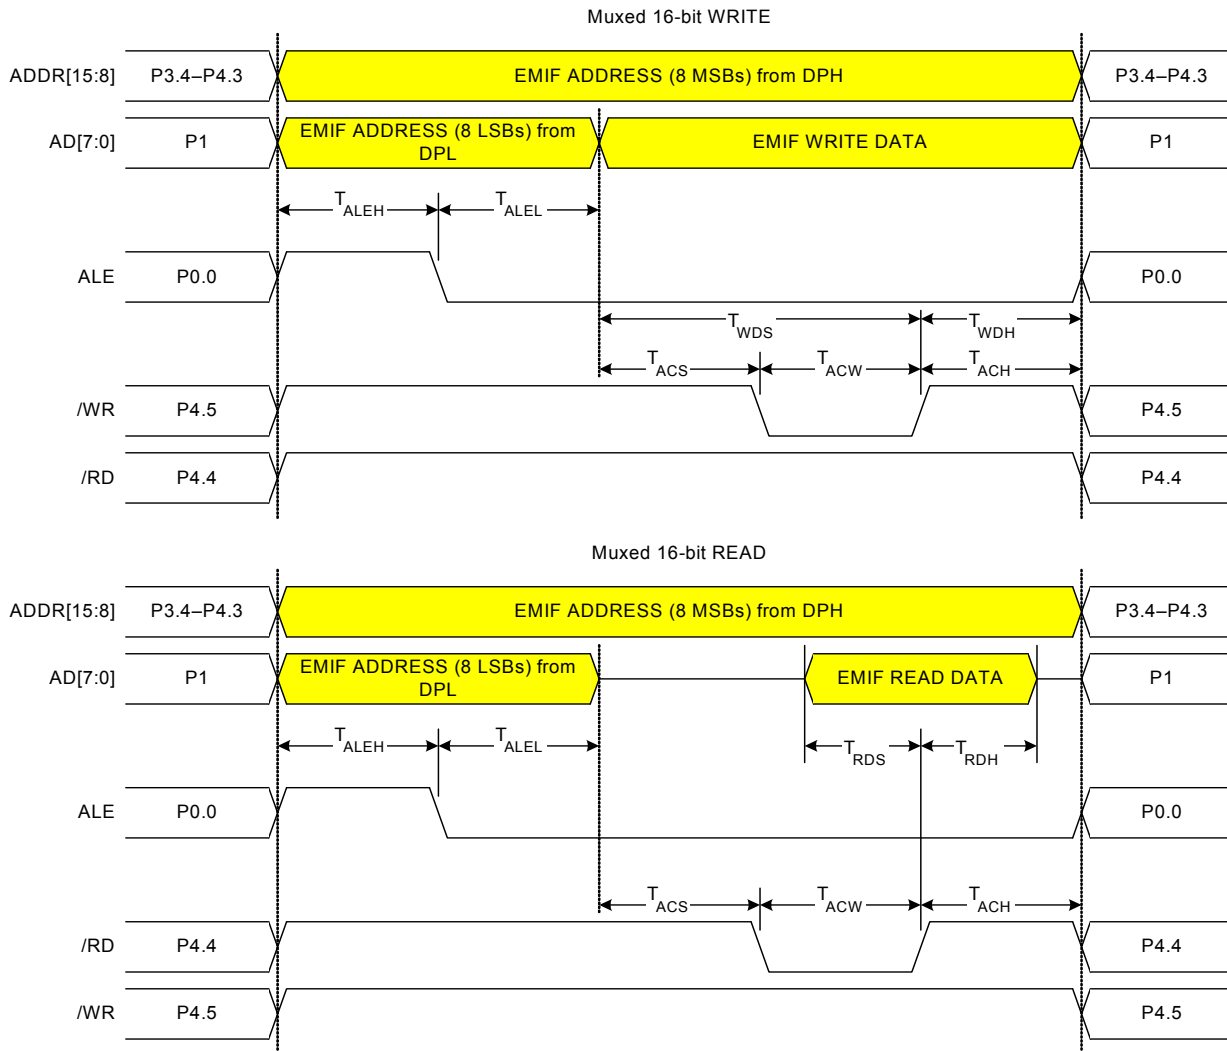 Muxed 16-bit WRITE
ADDR[15:8] P3.4–P4.3 EMIF ADDRESS (8 MSBs) from DPH P3.4–P4.3
AD[7:0] P1 EMIF ADDRESS (8 LSBs) from DPL EMIF WRITE DATA P1
TALEH TALEL
ALE P0.0 P0.0
TWDS TWDH
TACS TACW TACH
/WR P4.5 P4.5
/RD P4.4 P4.4
Muxed 16-bit READ
ADDR[15:8] P3.4–P4.3 EMIF ADDRESS (8 MSBs) from DPH P3.4–P4.3
AD[7:0] P1 EMIF ADDRESS (8 LSBs) from DPL EMIF READ DATA P1
TALEH TALEL TRDS TRDH
ALE P0.0 P0.0
TACS TACW TACH
/RD P4.4 P4.4
/WR P4.5 P4.5